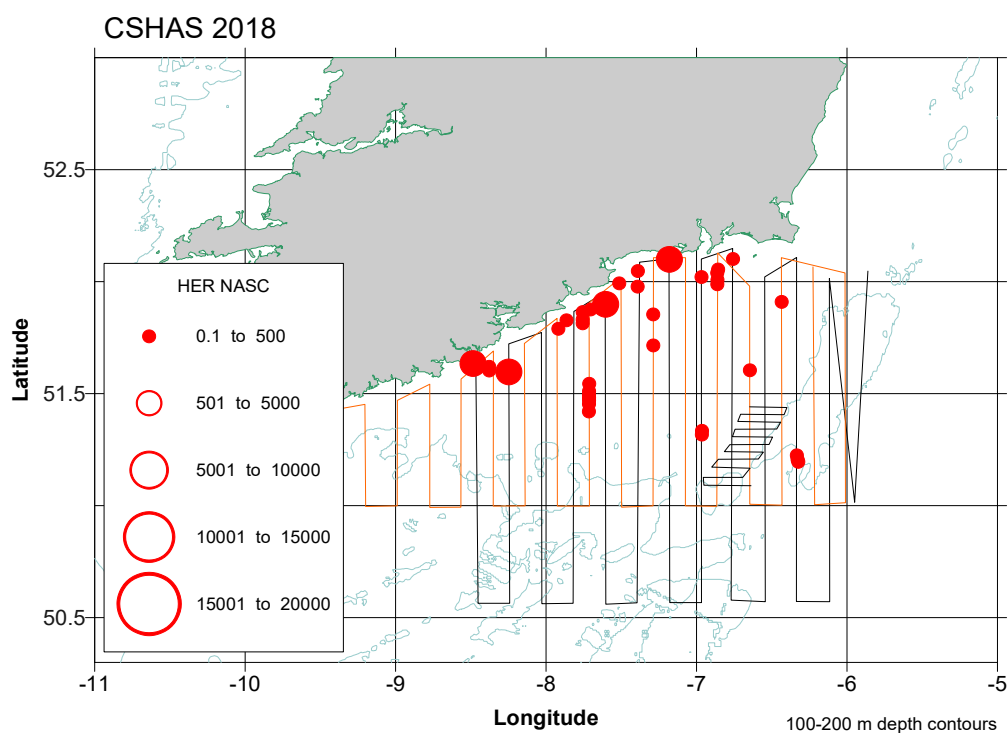 CSHAS 2018
52.5
51.5
50.5
Latitude
HER NASC
0.1 to 500
501 to 5000
5001 to 10000
10001 to 15000
15001 to 20000
-11 -10 -9 -8 -7 -6 -5
Longitude
100-200 m depth contours